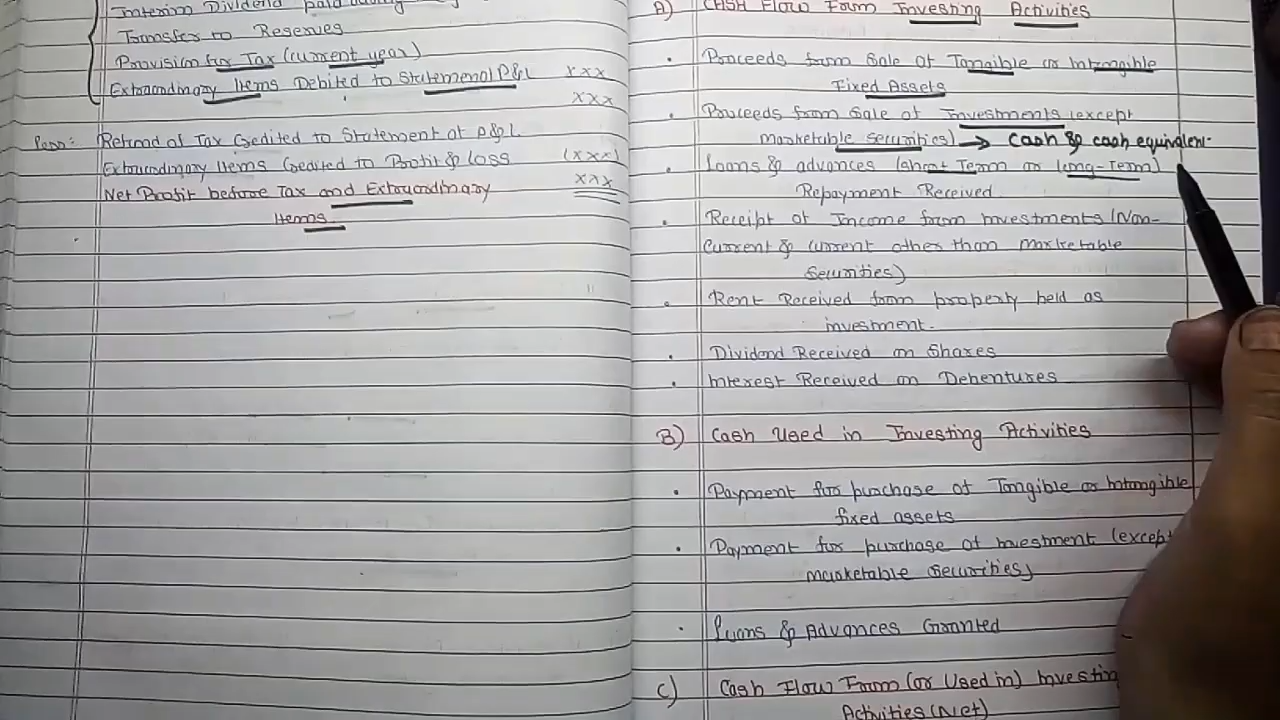 Interim Dividend paid during
Transfer to Reserves
Provision for Tax (current year)
Extraordinary Items Debited to Statement of P&L xxx
xxx
Less: Refund of Tax Credited to Statement of P&L
Extraordinary Items Credited to Profit & Loss (xxx)
Net Profit before Tax and Extraordinary xxx
Items
A) CASH Flow From Investing Activities
• Proceeds from Sale of Tangible or Intangible
Fixed Assets
• Proceeds from Sale of Investments (except
marketable securities) → Cash & cash equivalent.
• Loans & advances (Short Term or Long-Term)
Repayment Received.
• Receipt of Income from Investments (Non-
Current & current other than Marketable
Securities)
• Rent Received from property held as
investment.
• Dividend Received on Shares
• Interest Received on Debentures
B) Cash Used in Investing Activities
• Payment for purchase of Tangible or Intangible
fixed assets
• Payment for purchase of Investment (except
Marketable Securities)
• Loans & Advances Granted
C) Cash Flow From (or Used in) Investin
Activities (Net)